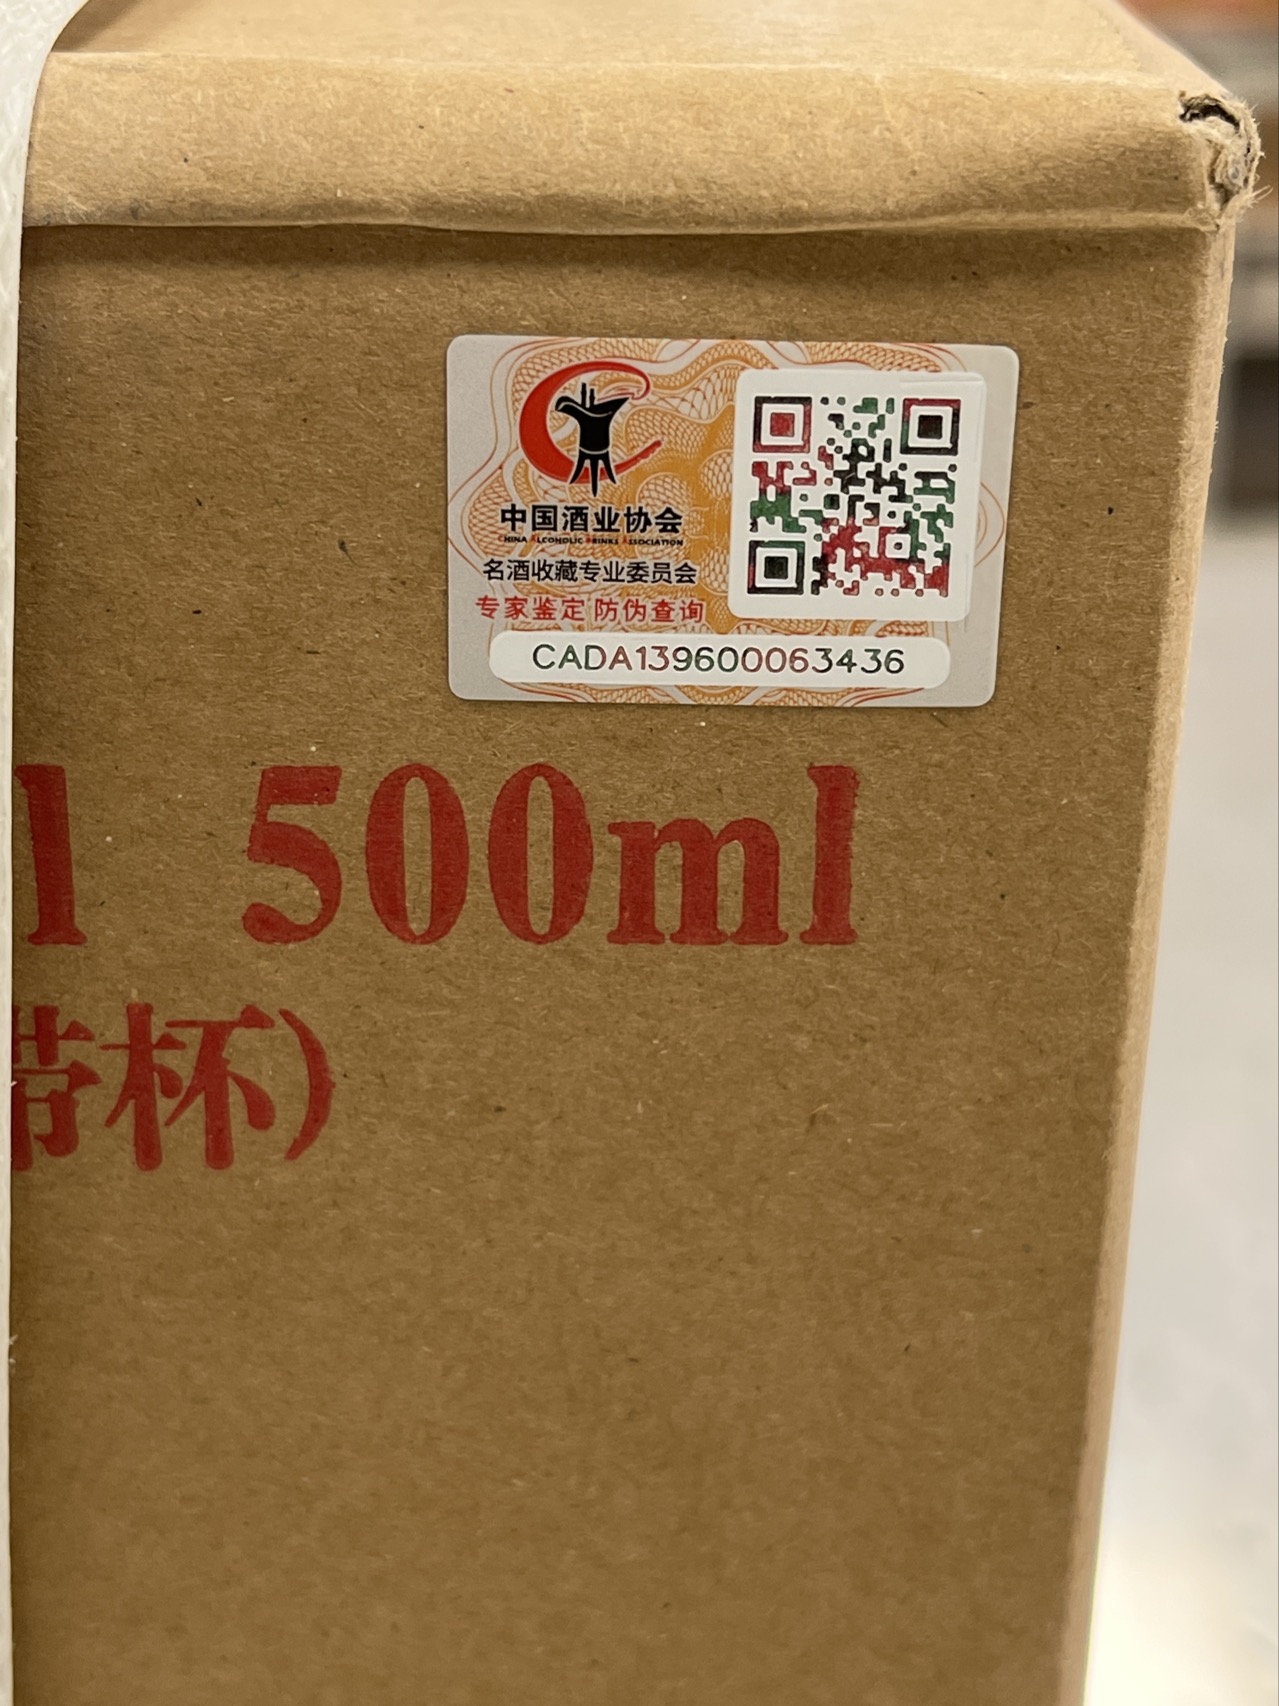 中国酒业协会
CHINA ALCOHOLIC DRINKS ASSOCIATION
名酒收藏专业委员会
专家鉴定 防伪查询
CADA139600063436
l 500ml
带杯)